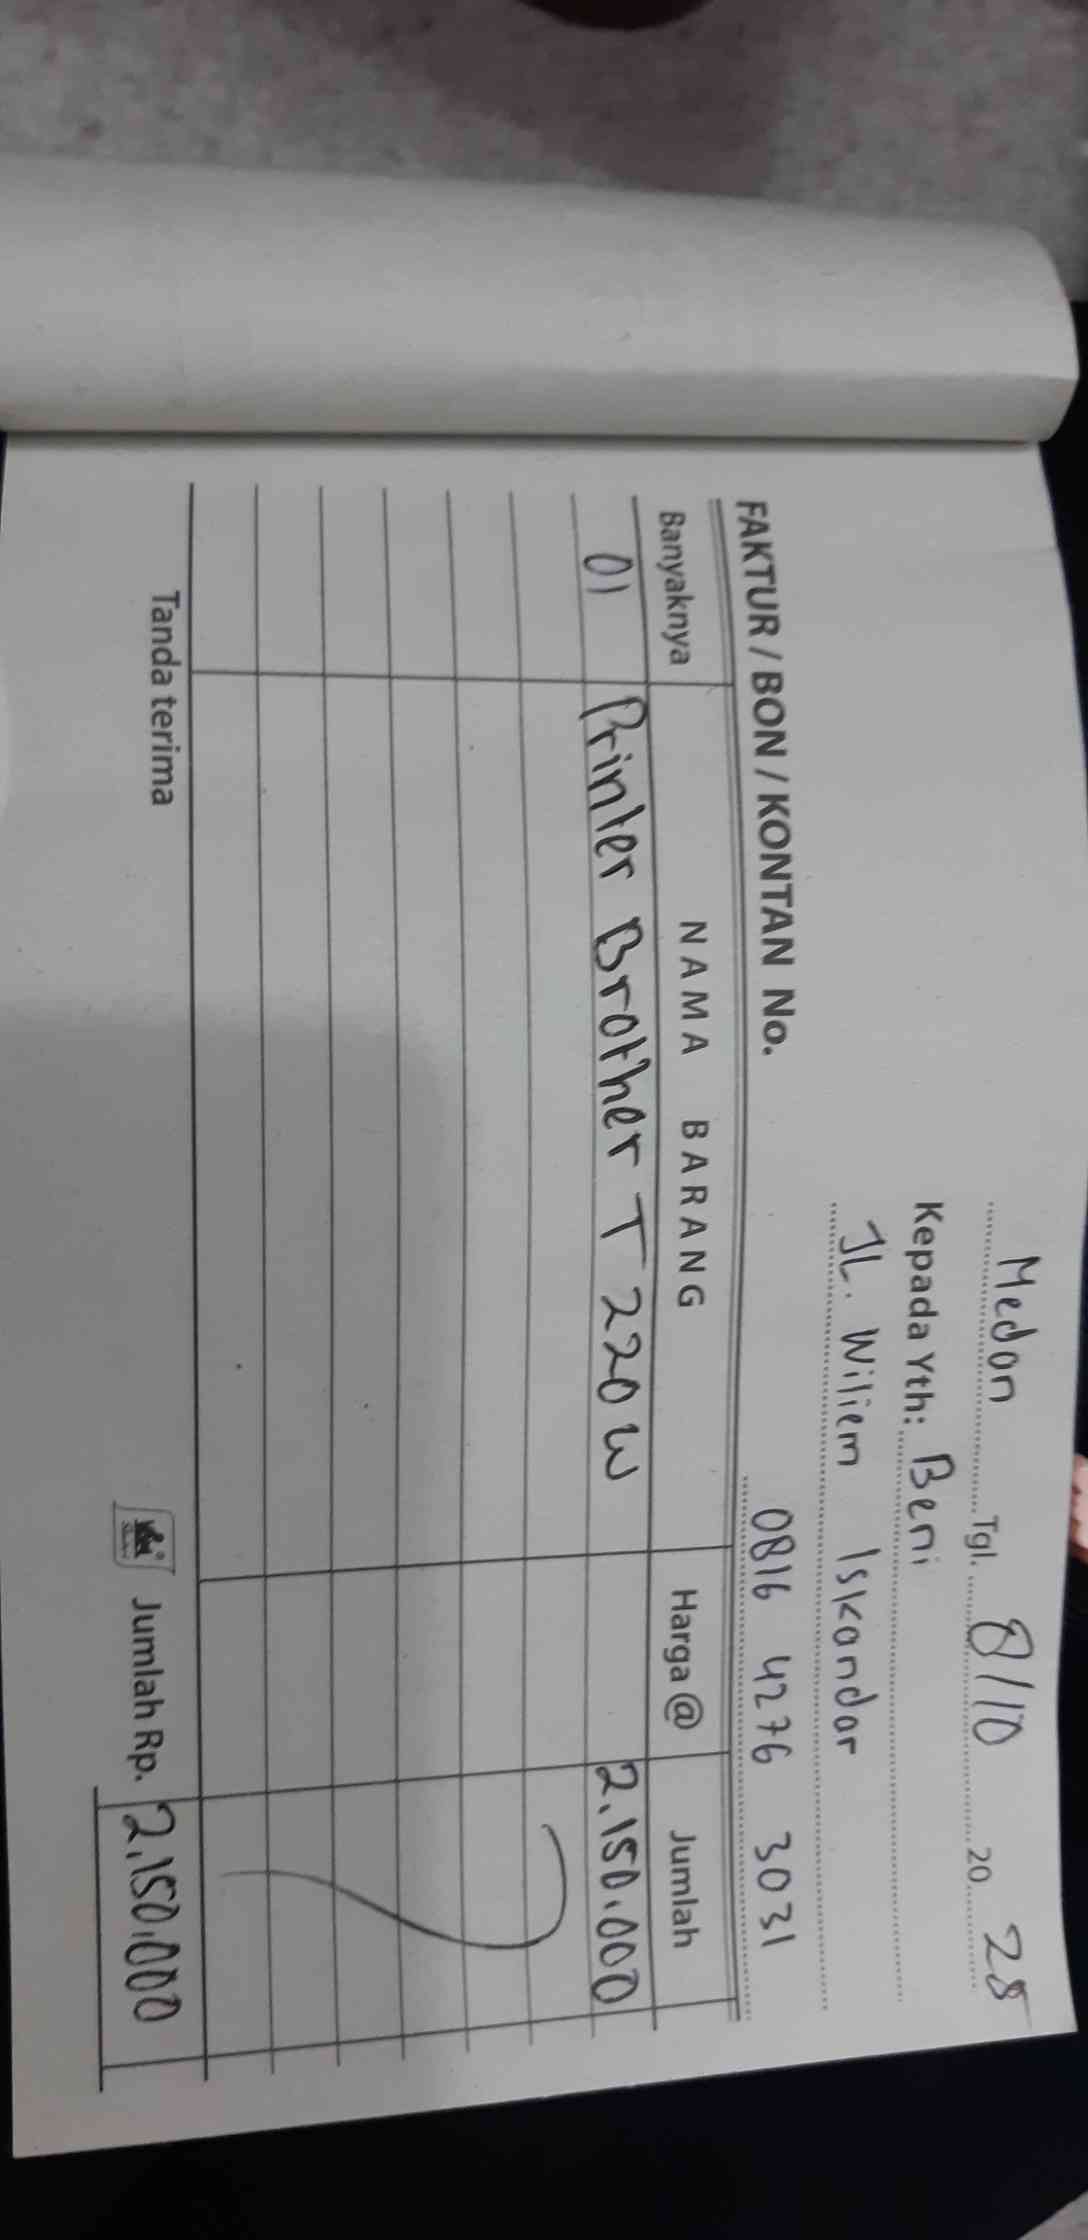 Medan Tgl. 8/10 20 25
Kepada Yth: Beni
JL. Wiliem Iskandar
0816 4276 3031
FAKTUR / BON / KONTAN No.
Banyaknya NAMA BARANG Harga @ Jumlah
01 Printer Brother T 220 W 2.150.000
Tanda terima Jumlah Rp. 2.150.000